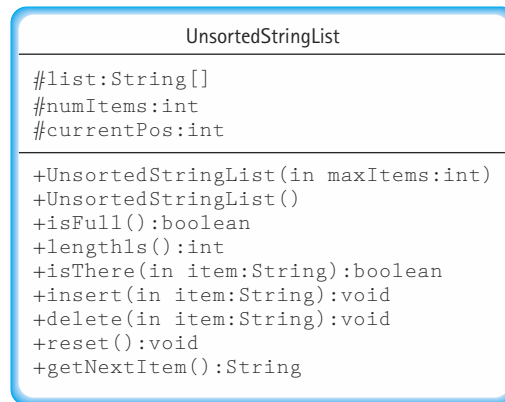 UnsortedStringList
#list:String[]
#numItems:int
#currentPos:int
+UnsortedStringList(in maxItems:int)
+UnsortedStringList()
+isFull():boolean
+lengthls():int
+isThere(in item:String):boolean
+insert(in item:String):void
+delete(in item:String):void
+reset():void
+getNextItem():String